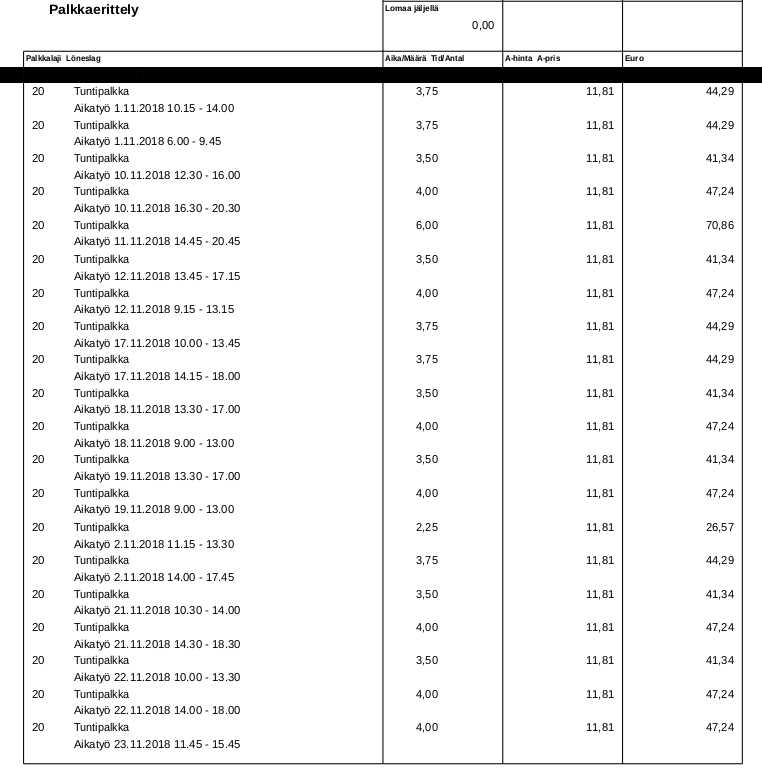 Palkkaerittely
Lomaa jäljellä
0,00
Palkkalaji Löneslag Aika/Määrä Tid/Antal A-hinta A-pris Euro
20 Tuntipalkka 3,75 11,81 44,29
Aikatyö 1.11.2018 10.15 - 14.00
20 Tuntipalkka 3,75 11,81 44,29
Aikatyö 1.11.2018 6.00 - 9.45
20 Tuntipalkka 3,50 11,81 41,34
Aikatyö 10.11.2018 12.30 - 16.00
20 Tuntipalkka 4,00 11,81 47,24
Aikatyö 10.11.2018 16.30 - 20.30
20 Tuntipalkka 6,00 11,81 70,86
Aikatyö 11.11.2018 14.45 - 20.45
20 Tuntipalkka 3,50 11,81 41,34
Aikatyö 12.11.2018 13.45 - 17.15
20 Tuntipalkka 4,00 11,81 47,24
Aikatyö 12.11.2018 9.15 - 13.15
20 Tuntipalkka 3,75 11,81 44,29
Aikatyö 17.11.2018 10.00 - 13.45
20 Tuntipalkka 3,75 11,81 44,29
Aikatyö 17.11.2018 14.15 - 18.00
20 Tuntipalkka 3,50 11,81 41,34
Aikatyö 18.11.2018 13.30 - 17.00
20 Tuntipalkka 4,00 11,81 47,24
Aikatyö 18.11.2018 9.00 - 13.00
20 Tuntipalkka 3,50 11,81 41,34
Aikatyö 19.11.2018 13.30 - 17.00
20 Tuntipalkka 4,00 11,81 47,24
Aikatyö 19.11.2018 9.00 - 13.00
20 Tuntipalkka 2,25 11,81 26,57
Aikatyö 2.11.2018 11.15 - 13.30
20 Tuntipalkka 3,75 11,81 44,29
Aikatyö 2.11.2018 14.00 - 17.45
20 Tuntipalkka 3,50 11,81 41,34
Aikatyö 21.11.2018 10.30 - 14.00
20 Tuntipalkka 4,00 11,81 47,24
Aikatyö 21.11.2018 14.30 - 18.30
20 Tuntipalkka 3,50 11,81 41,34
Aikatyö 22.11.2018 10.00 - 13.30
20 Tuntipalkka 4,00 11,81 47,24
Aikatyö 22.11.2018 14.00 - 18.00
20 Tuntipalkka 4,00 11,81 47,24
Aikatyö 23.11.2018 11.45 - 15.45